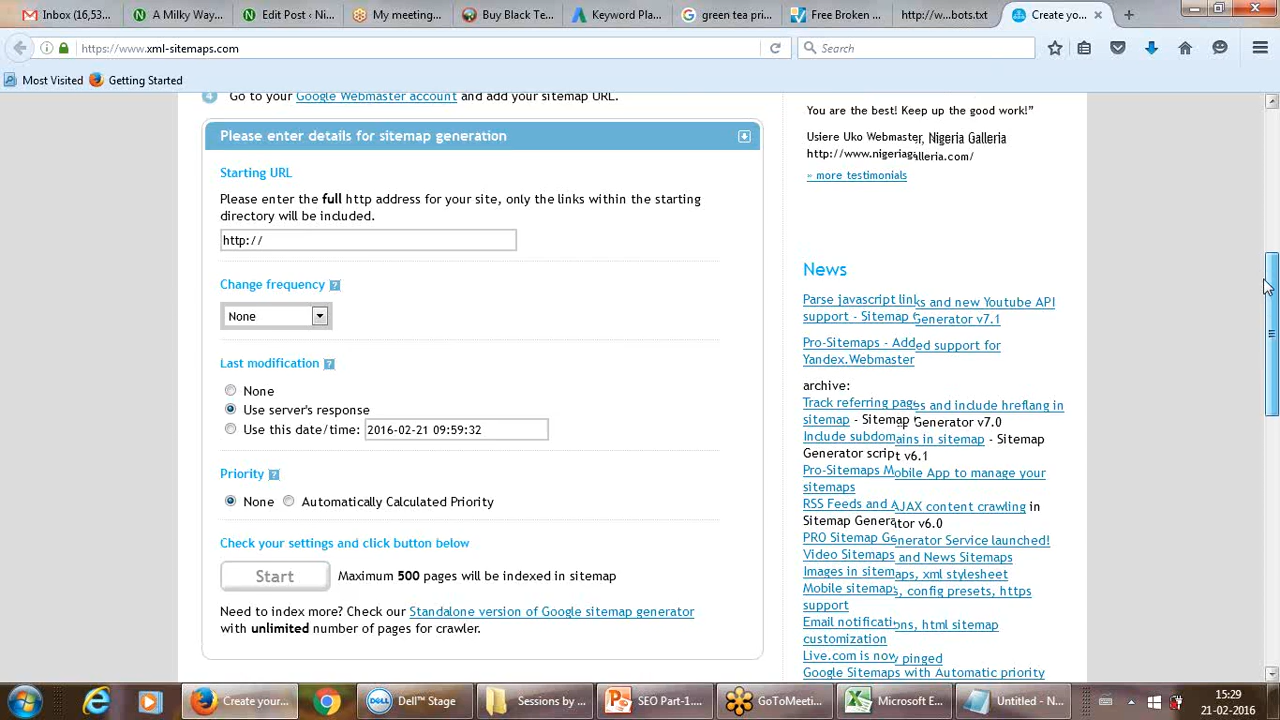 Inbox (16,53...
A Milky Way...
Edit Post ‹ Ni...
My meeting...
Buy Black Te...
Keyword Pla...
green tea pri...
Free Broken ...
http://w...bots.txt
Create yo...
https://www.xml-sitemaps.com
Search
Most Visited
Getting Started
4 Go to your Google Webmaster account and add your sitemap URL.
Please enter details for sitemap generation
Starting URL
Please enter the full http address for your site, only the links within the starting
directory will be included.
http://
Change frequency ?
None
Last modification ?
None
Use server's response
Use this date/time: 2016-02-21 09:59:32
Priority ?
None Automatically Calculated Priority
Check your settings and click button below
Start Maximum 500 pages will be indexed in sitemap
Need to index more? Check our Standalone version of Google sitemap generator
with unlimited number of pages for crawler.
You are the best! Keep up the good work!”
Usiere Uko Webmaster, Nigeria Galleria
http://www.nigeriagalleria.com/
» more testimonials
News
Parse javascript links and new Youtube API
support - Sitemap Generator v7.1
Pro-Sitemaps - Added support for
Yandex.Webmaster
archive:
Track referring pages and include hreflang in
sitemap - Sitemap Generator v7.0
Include subdomains in sitemap - Sitemap
Generator script v6.1
Pro-Sitemaps Mobile App to manage your
sitemaps
RSS Feeds and AJAX content crawling in
Sitemap Generator v6.0
PRO Sitemap Generator Service launched!
Video Sitemaps and News Sitemaps
Images in sitemaps, xml stylesheet
Mobile sitemaps, config presets, https
support
Email notifications, html sitemap
customization
Live.com is now pinged
Google Sitemaps with Automatic priority
Create your...
Dell™ Stage
Sessions by ...
SEO Part-1....
GoToMeeti...
Microsoft E...
Untitled - N...
15:29
21-02-2016